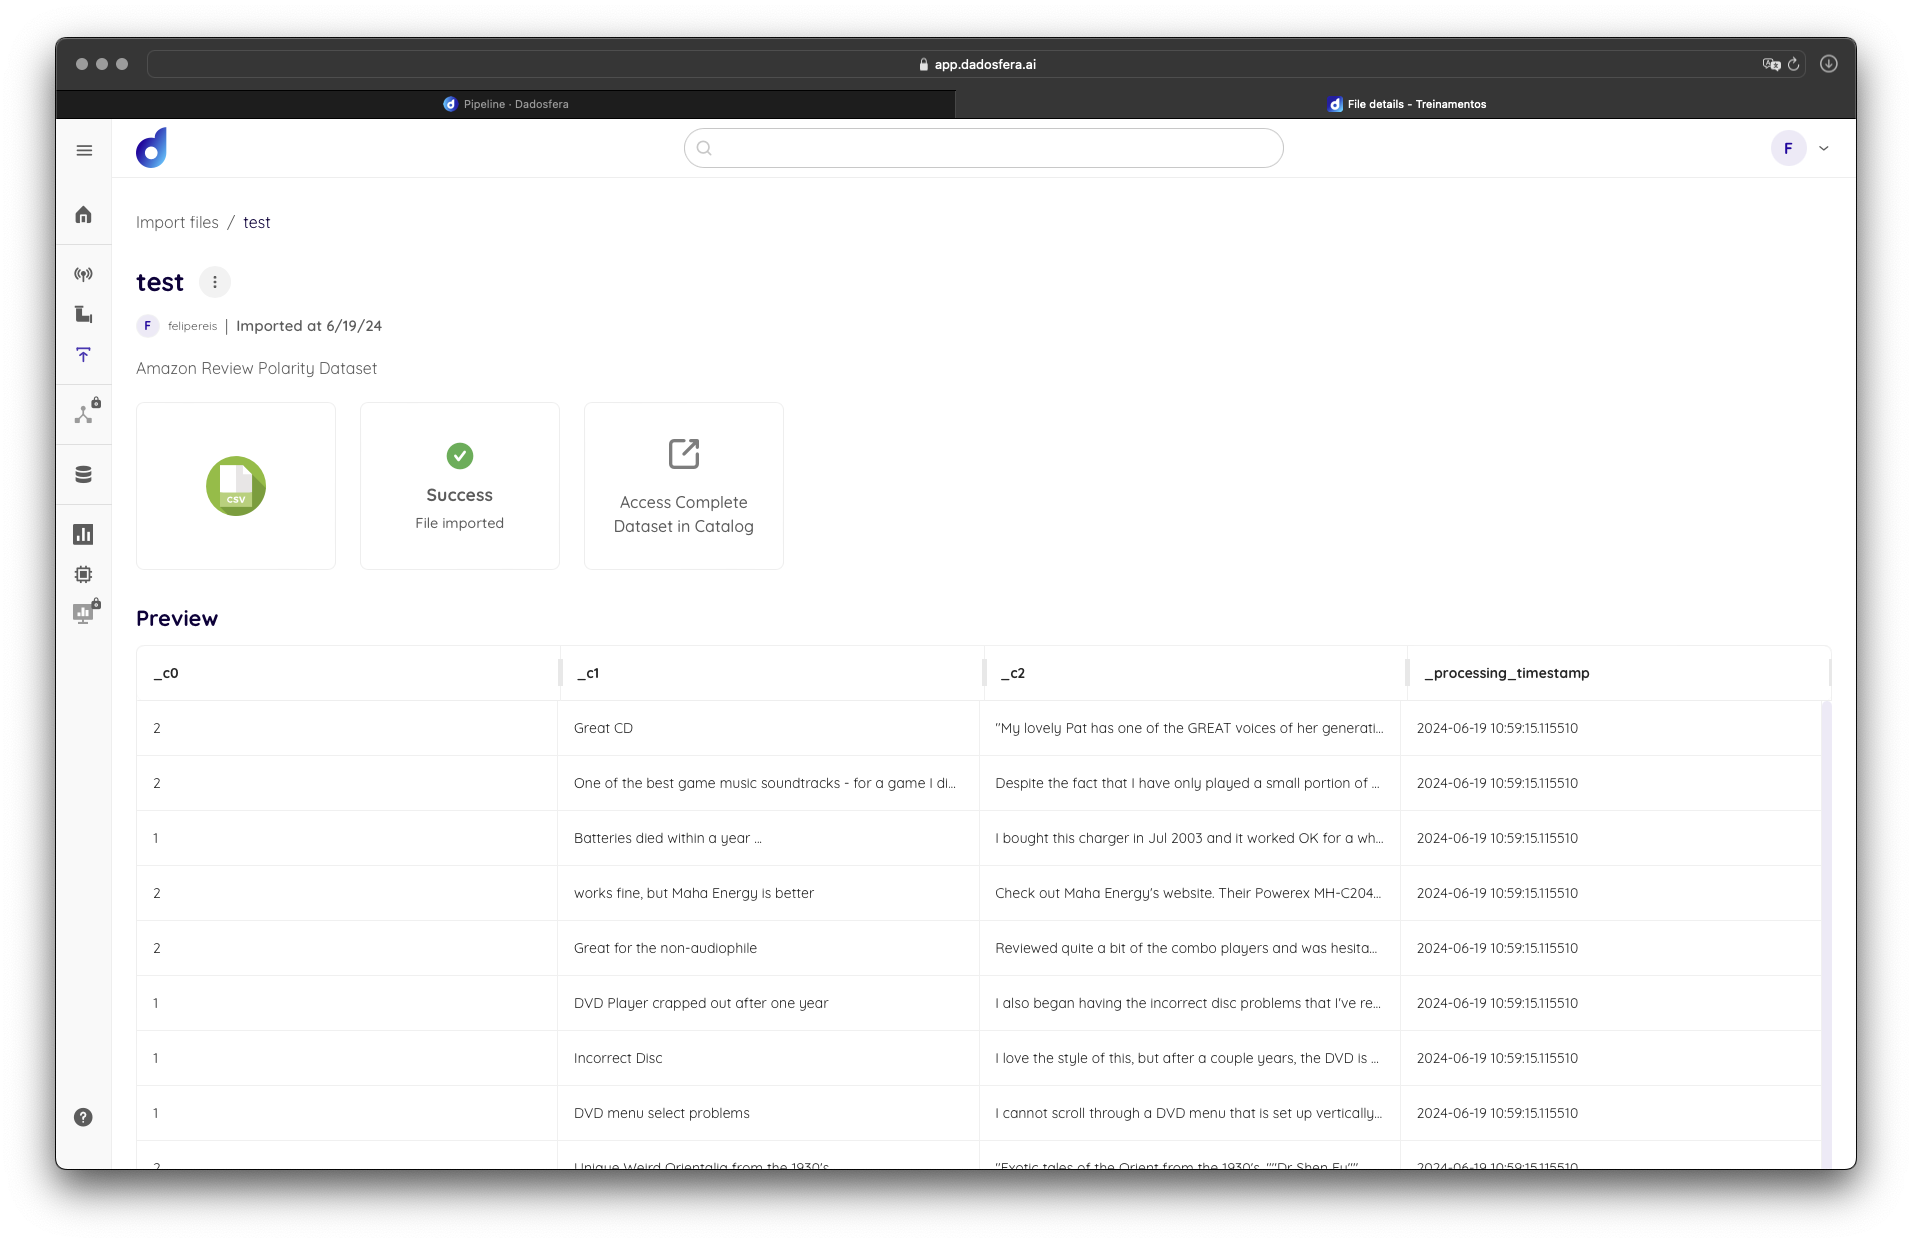 app.dadosfera.ai
Pipeline · Dadosfera
File details - Treinamentos
F
Import files / test
test
F felipereis | Imported at 6/19/24
Amazon Review Polarity Dataset
CSV
Success
File imported
Access Complete
Dataset in Catalog
Preview
_c0 _c1 _c2 _processing_timestamp
2 Great CD "My lovely Pat has one of the GREAT voices of her generati... 2024-06-19 10:59:15.115510
2 One of the best game music soundtracks - for a game I di... Despite the fact that I have only played a small portion of ... 2024-06-19 10:59:15.115510
1 Batteries died within a year ... I bought this charger in Jul 2003 and it worked OK for a wh... 2024-06-19 10:59:15.115510
2 works fine, but Maha Energy is better Check out Maha Energy's website. Their Powerex MH-C204... 2024-06-19 10:59:15.115510
2 Great for the non-audiophile Reviewed quite a bit of the combo players and was hesita... 2024-06-19 10:59:15.115510
1 DVD Player crapped out after one year I also began having the incorrect disc problems that I've re... 2024-06-19 10:59:15.115510
1 Incorrect Disc I love the style of this, but after a couple years, the DVD is ... 2024-06-19 10:59:15.115510
1 DVD menu select problems I cannot scroll through a DVD menu that is set up vertically... 2024-06-19 10:59:15.115510
2 Unique Weird Orientalia from the 1930's "Exotic tales of the Orient from the 1930's. ""Dr Shen Fu"" 2024-06-19 10:59:15.115510